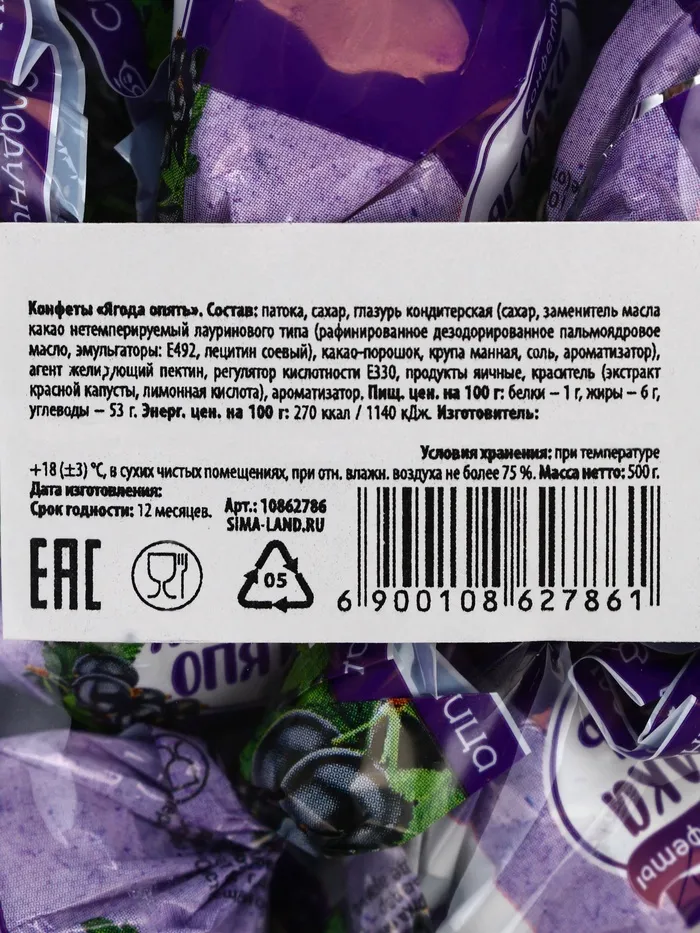 Сладуница
конфеты
ягодка
Конфеты «Ягода опять». Состав: патока, сахар, глазурь кондитерская (сахар, заменитель масла
какао нетемперируемый лауринового типа (рафинированное дезодорированное пальмоядровое
масло, эмульгаторы: Е492, лецитин соевый), какао-порошок, крупа манная, соль, ароматизатор),
агент желирующий пектин, регулятор кислотности Е330, продукты яичные, краситель (экстракт
красной капусты, лимонная кислота), ароматизатор. Пищ. цен. на 100 г: белки – 1 г, жиры – 6 г,
углеводы – 53 г. Энерг. цен. на 100 г: 270 ккал / 1140 кДж. Изготовитель:
Условия хранения: при температуре
+18 (±3) °С, в сухих чистых помещениях, при отн. влажн. воздуха не более 75 %. Масса нетто: 500 г.
Дата изготовления:
Срок годности: 12 месяцев.
Арт.: 10862786
SIMA-LAND.RU
ЕАС
05
6 900108 627861
опя